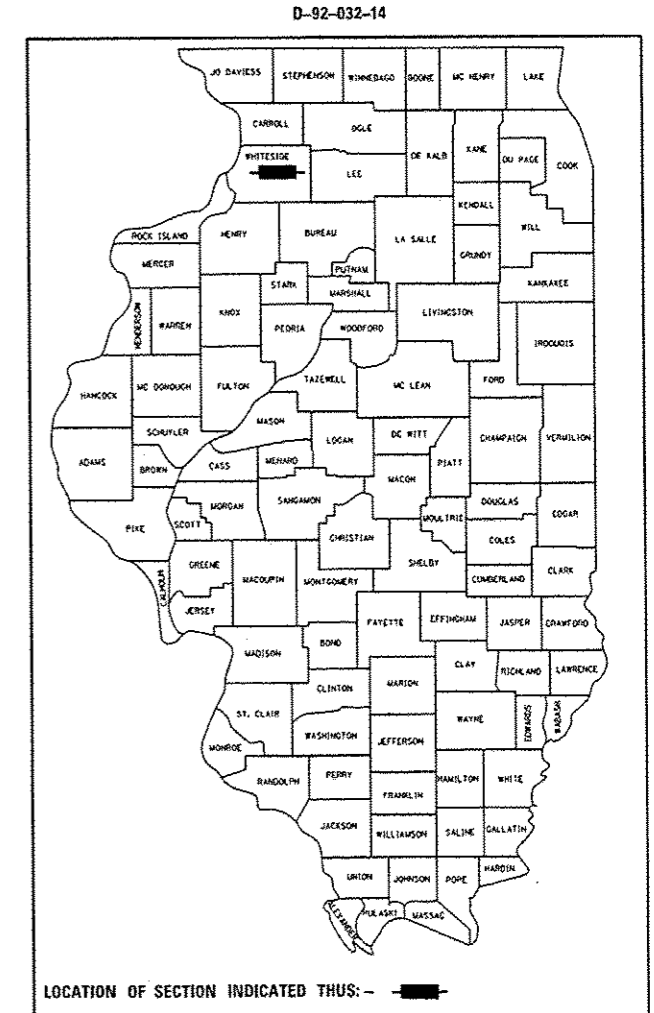 D-92-032-14
JO DAVIESS
STEPHENSON
WINNEBAGO
BOONE
MC HENRY
LAKE
CARROLL
OGLE
WHITESIDE
LEE
DE KALB
KANE
DU PAGE
COOK
KENDALL
WILL
ROCK ISLAND
HENRY
BUREAU
LA SALLE
GRUNDY
MERCER
PUTNAM
KANKAKEE
STARK
MARSHALL
HENDERSON
WARREN
KNOX
PEORIA
WOODFORD
LIVINGSTON
IROQUOIS
HANCOCK
MC DONOUGH
FULTON
TAZEWELL
MC LEAN
FORD
MASON
SCHUYLER
LOGAN
DE WITT
CHAMPAIGN
VERMILION
ADAMS
BROWN
CASS
MENARD
PIATT
MACON
PIKE
SCOTT
MORGAN
SANGAMON
MOULTRIE
DOUGLAS
EDGAR
CHRISTIAN
COLES
CALHOUN
GREENE
MACOUPIN
MONTGOMERY
SHELBY
CUMBERLAND
CLARK
JERSEY
FAYETTE
EFFINGHAM
JASPER
CRAWFORD
MADISON
BOND
CLAY
RICHLAND
LAWRENCE
CLINTON
MARION
ST. CLAIR
WAYNE
EDWARDS
WABASH
MONROE
WASHINGTON
JEFFERSON
RANDOLPH
PERRY
HAMILTON
WHITE
FRANKLIN
JACKSON
WILLIAMSON
SALINE
GALLATIN
UNION
JOHNSON
POPE
HARDIN
ALEXANDER
PULASKI
MASSAC
LOCATION OF SECTION INDICATED THUS: -